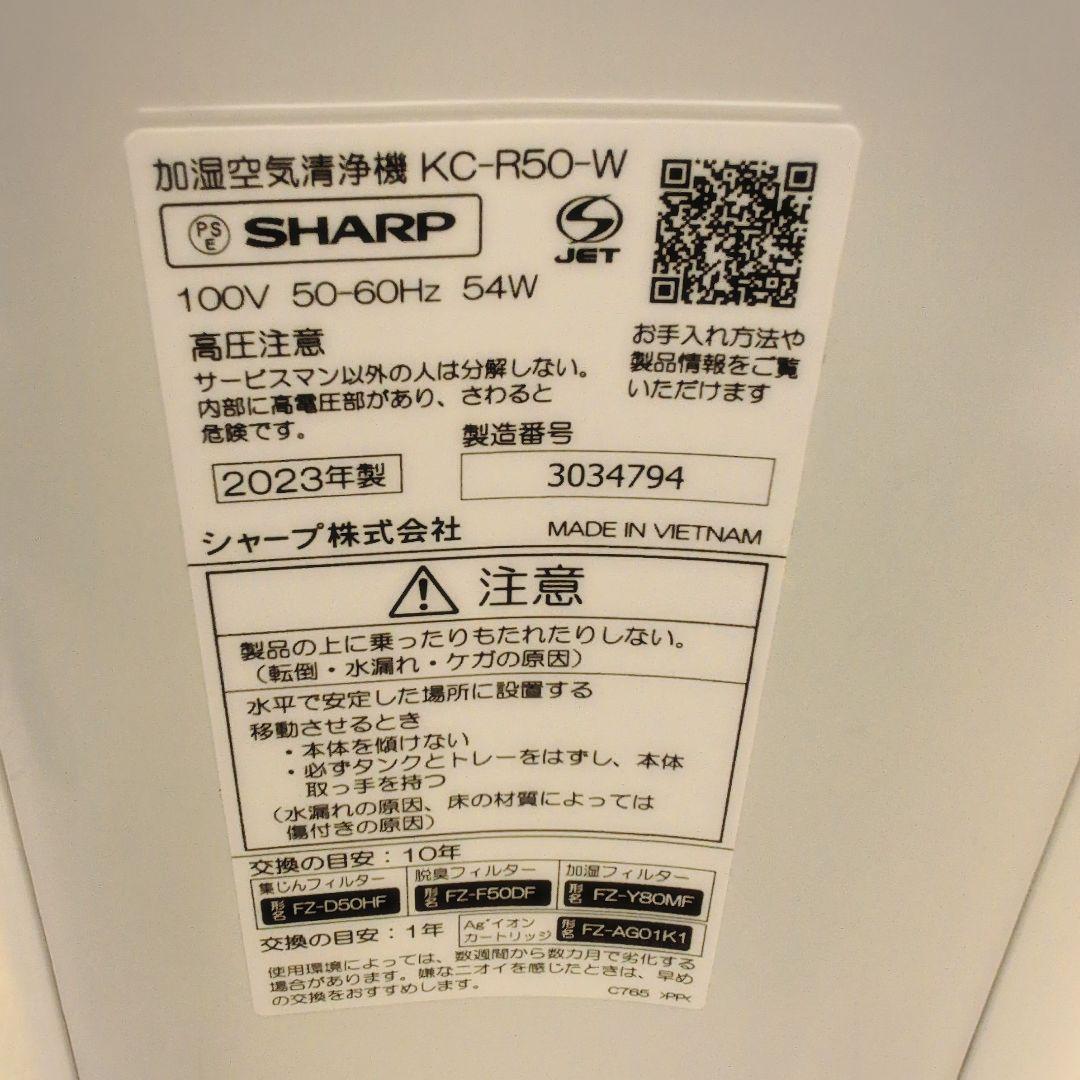 加湿空気清浄機 KC-R50-W
PS E SHARP
JET
100V 50-60Hz 54W
お手入れ方法や
製品情報をご覧
いただけます
高圧注意
サービスマン以外の人は分解しない。
内部に高電圧部があり、さわると
危険です。
製造番号
2023年製
3034794
シャープ株式会社
MADE IN VIETNAM
注意
製品の上に乗ったりもたれたりしない。
（転倒・水漏れ・ケガの原因）
水平で安定した場所に設置する
移動させるとき
・本体を傾けない
・必ずタンクとトレーをはずし、本体
取っ手を持つ
（水漏れの原因、床の材質によっては
傷付きの原因）
交換の目安：10年
集じんフィルター
形名 FZ-D50HF
脱臭フィルター
形名 FZ-F50DF
加湿フィルター
形名 FZ-Y80MF
交換の目安：1年
Ag⁺イオン
カートリッジ
形名 FZ-AG01K1
使用環境によっては、数週間から数カ月で劣化する
場合があります。嫌なニオイを感じたときは、早め
の交換をおすすめします。
C765 >PP<